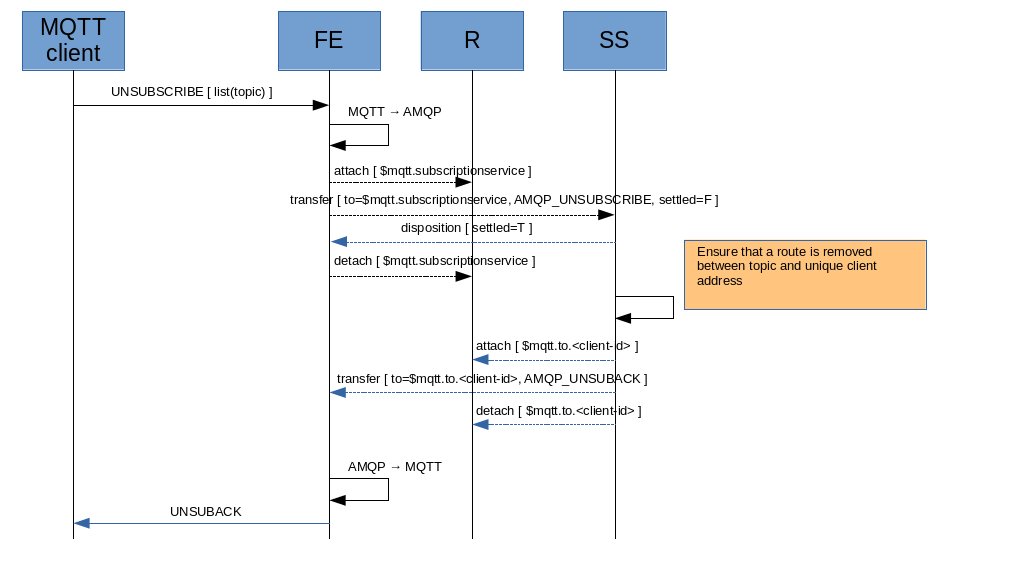 MQTT
client
FE
R
SS
UNSUBSCRIBE [ list(topic) ]
MQTT → AMQP
attach [ $mqtt.subscriptionservice ]
transfer [ to=$mqtt.subscriptionservice, AMQP_UNSUBSCRIBE, settled=F ]
disposition [ settled=T ]
detach [ $mqtt.subscriptionservice ]
Ensure that a route is removed
between topic and unique client
address
attach [ $mqtt.to.<client-id> ]
transfer [ to=$mqtt.to.<client-id>, AMQP_UNSUBACK ]
detach [ $mqtt.to.<client-id> ]
AMQP → MQTT
UNSUBACK